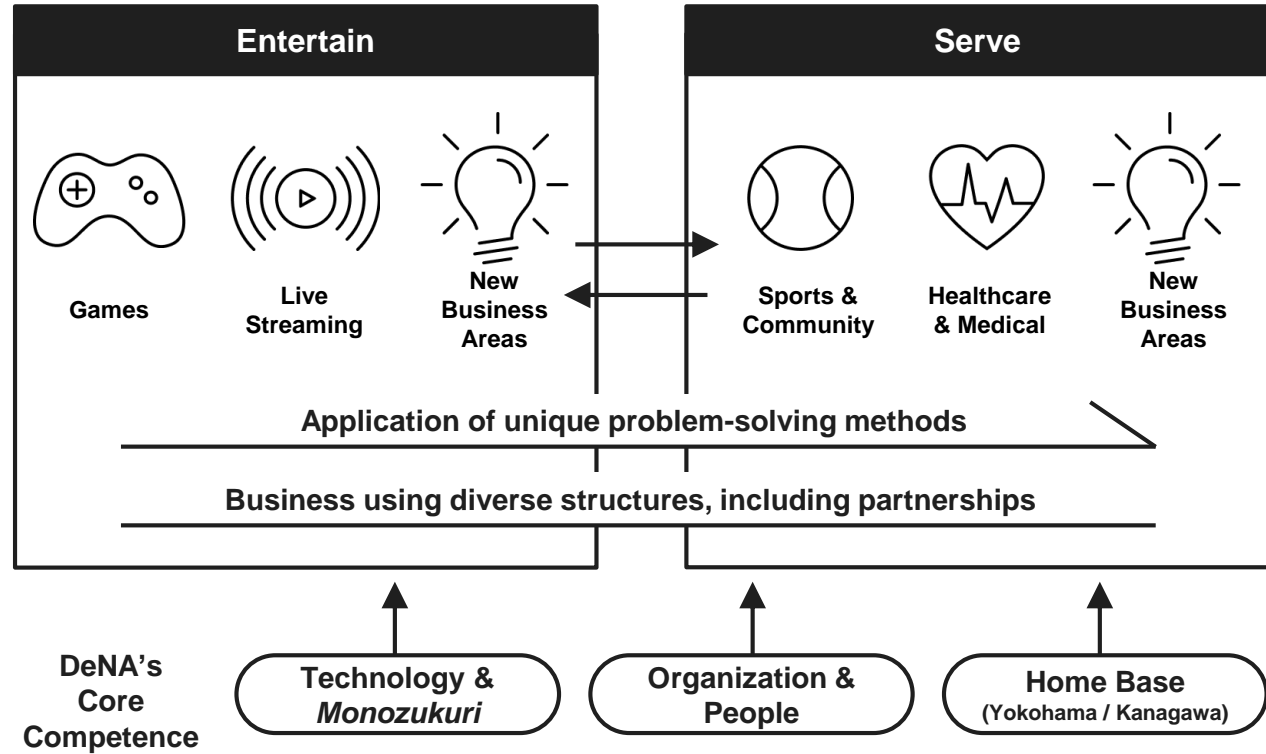 Entertain
Serve
Games
Live
Streaming
New
Business
Areas
Sports &
Community
Healthcare
& Medical
New
Business
Areas
Application of unique problem-solving methods
Business using diverse structures, including partnerships
DeNA's
Core
Competence
Technology &
Monozukuri
Organization &
People
Home Base
(Yokohama / Kanagawa)